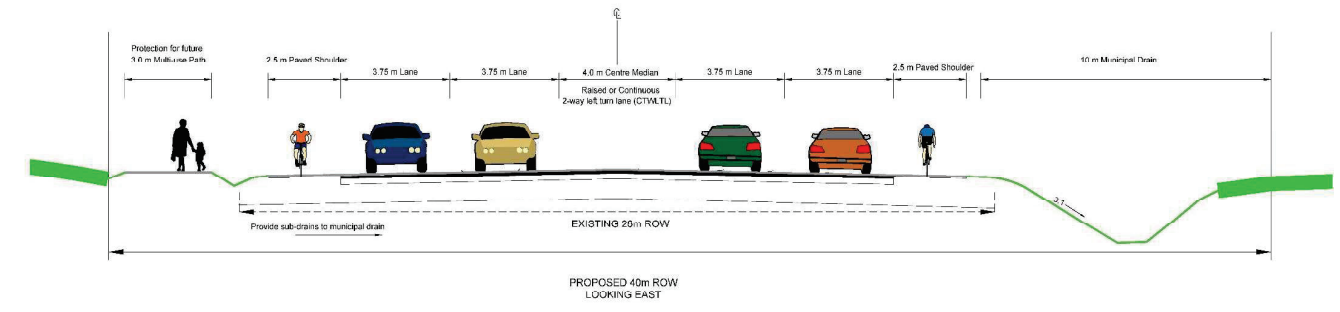 ℄
Protection for future
3.0 m Multi-use Path
2.5 m Paved Shoulder
3.75 m Lane
3.75 m Lane
4.0 m Centre Median
Raised or Continuous
2-way left turn lane (CTWLTL)
3.75 m Lane
3.75 m Lane
2.5 m Paved Shoulder
10 m Municipal Drain
3:1
EXISTING 26m ROW
Provide sub-drains to municipal drain
PROPOSED 40m ROW
LOOKING EAST